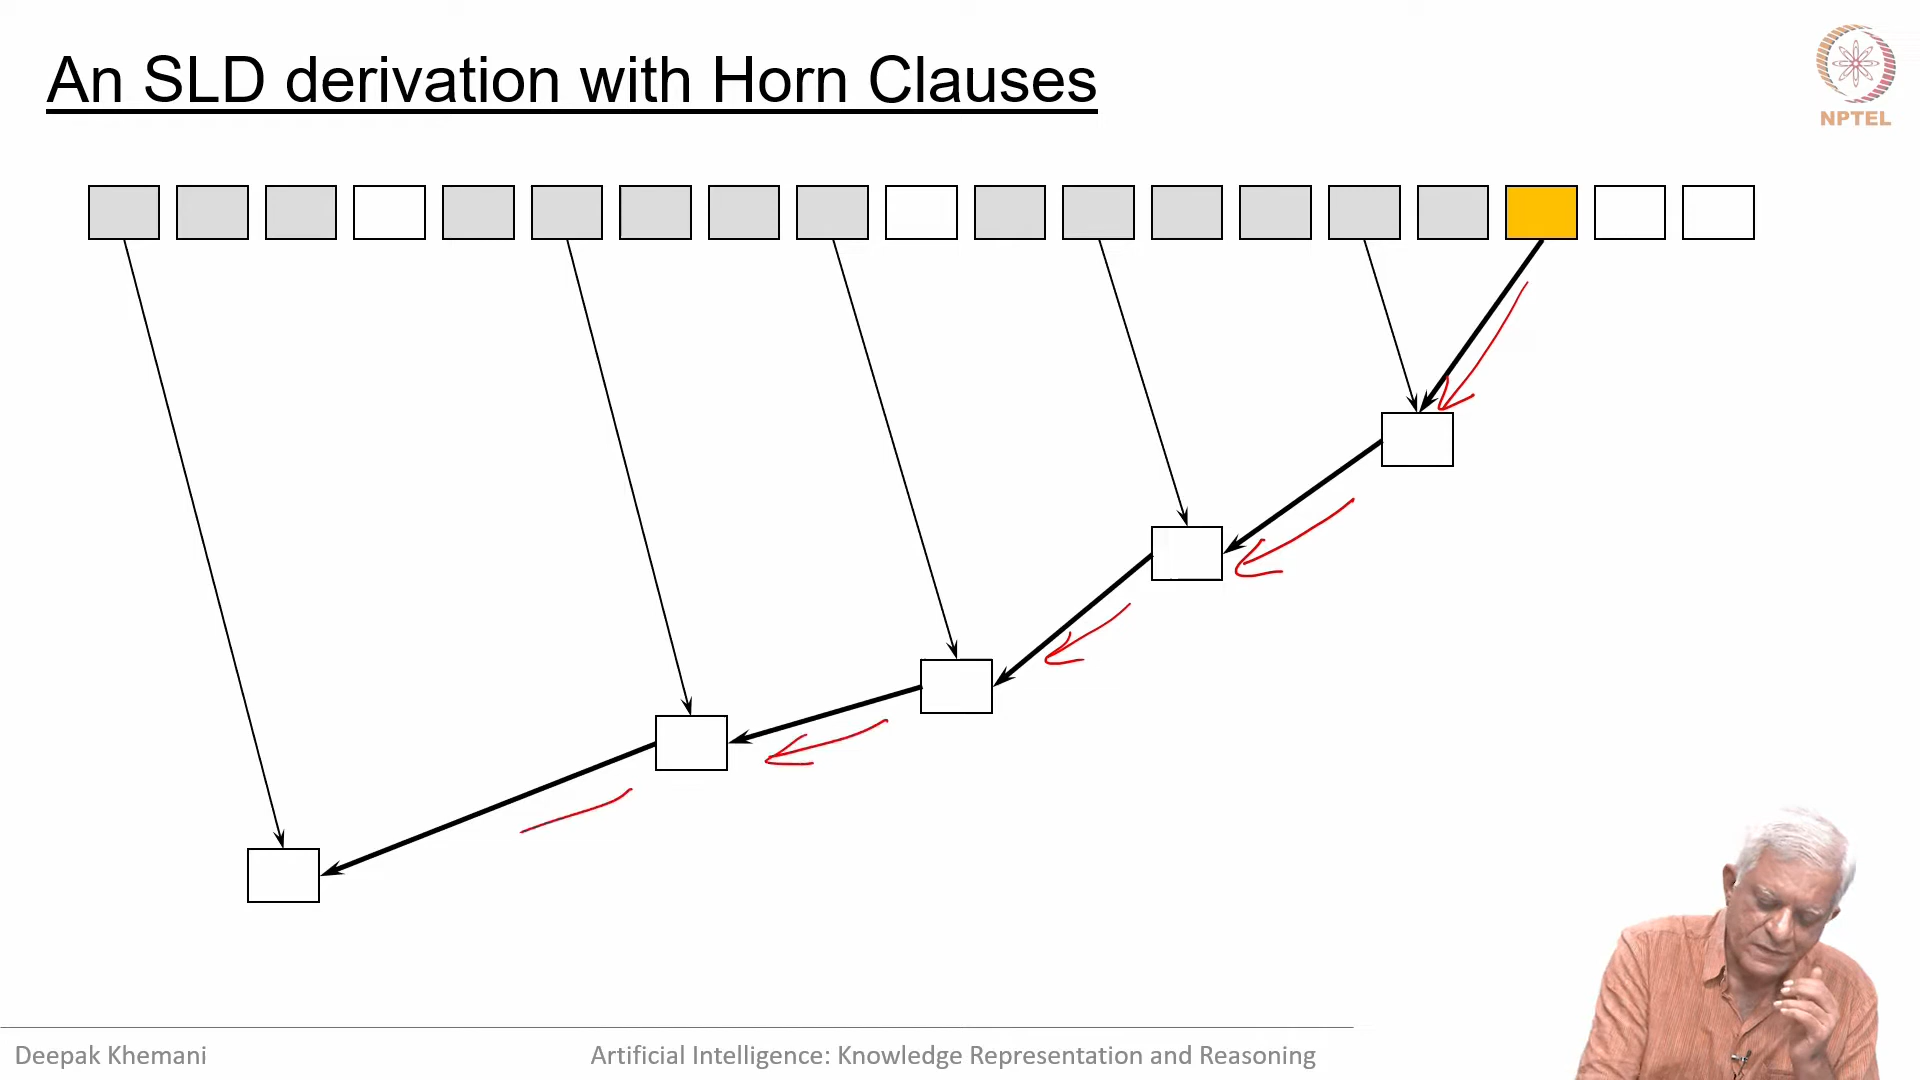 An SLD derivation with Horn Clauses
NPTEL
Deepak Khemani
Artificial Intelligence: Knowledge Representation and Reasoning